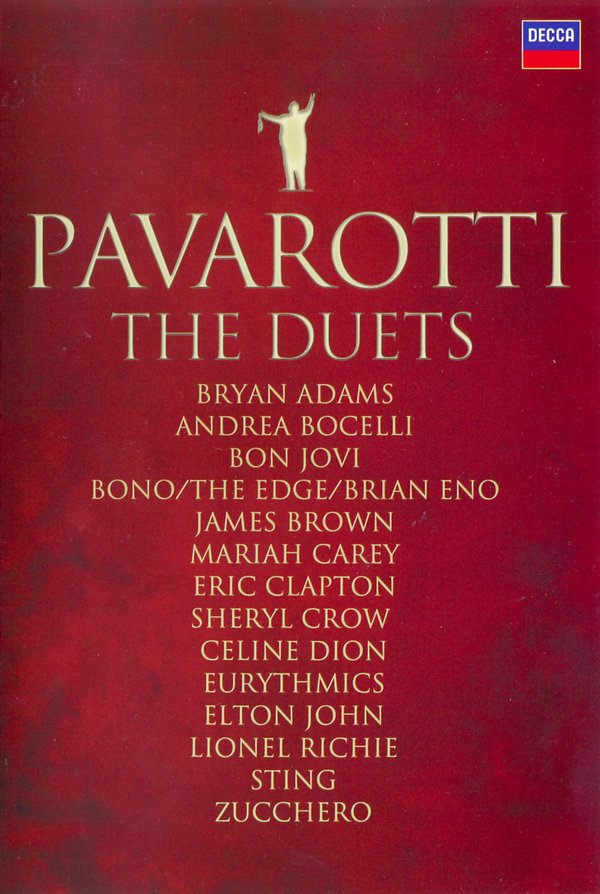 DECCA
PAVAROTTI
THE DUETS
BRYAN ADAMS
ANDREA BOCELLI
BON JOVI
BONO/THE EDGE/BRIAN ENO
JAMES BROWN
MARIAH CAREY
ERIC CLAPTON
SHERYL CROW
CELINE DION
EURYTHMICS
ELTON JOHN
LIONEL RICHIE
STING
ZUCCHERO